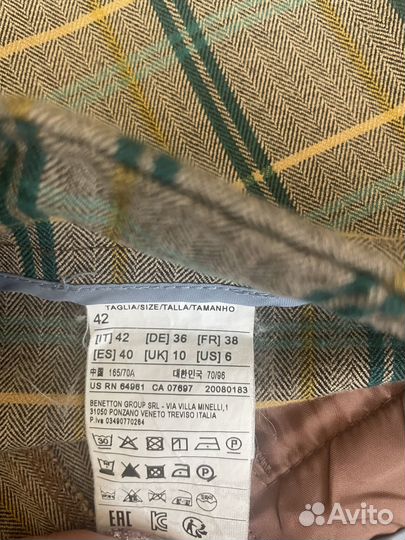 TAGLIA/SIZE/TALLA/TAMANHO
42
[IT] 42 [DE] 36 [FR] 38
[ES] 40 [UK] 10 [US] 6
中国 165/70A 대한민국 70/96
US RN 64961 CA 07697 20080183
BENETTON GROUP SRL - VIA VILLA MINELLI,1
31050 PONZANO VENETO TREVISO ITALIA
P.Iva 03490770264
30
EAC
Avito